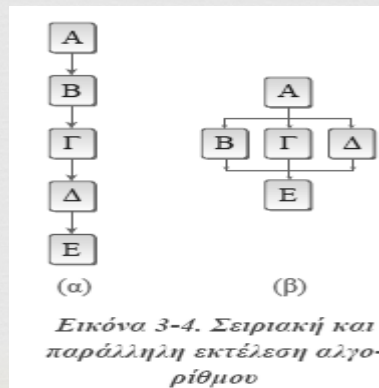 Α
Β
Γ
Δ
Ε
(α)
Α
Β Γ Δ
Ε
(β)
Εικόνα 3-4. Σειριακή και
παράλληλη εκτέλεση αλγο-
ρίθμου